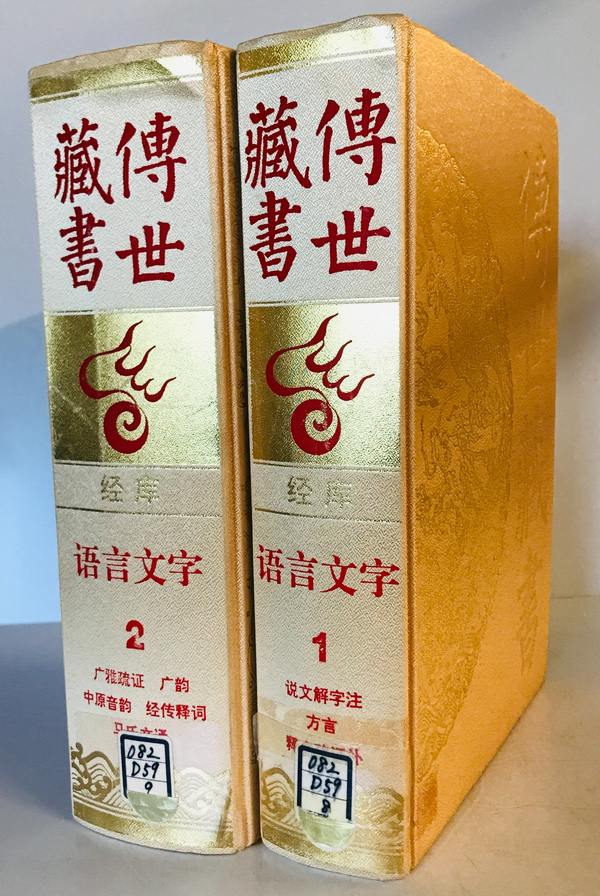 傳世
藏書
经库
语言文字
2
广雅疏证 广韵
中原音韵 经传释词
082
D59
9
傳世
藏書
经库
语言文字
1
说文解字注
方言
082
D59
8